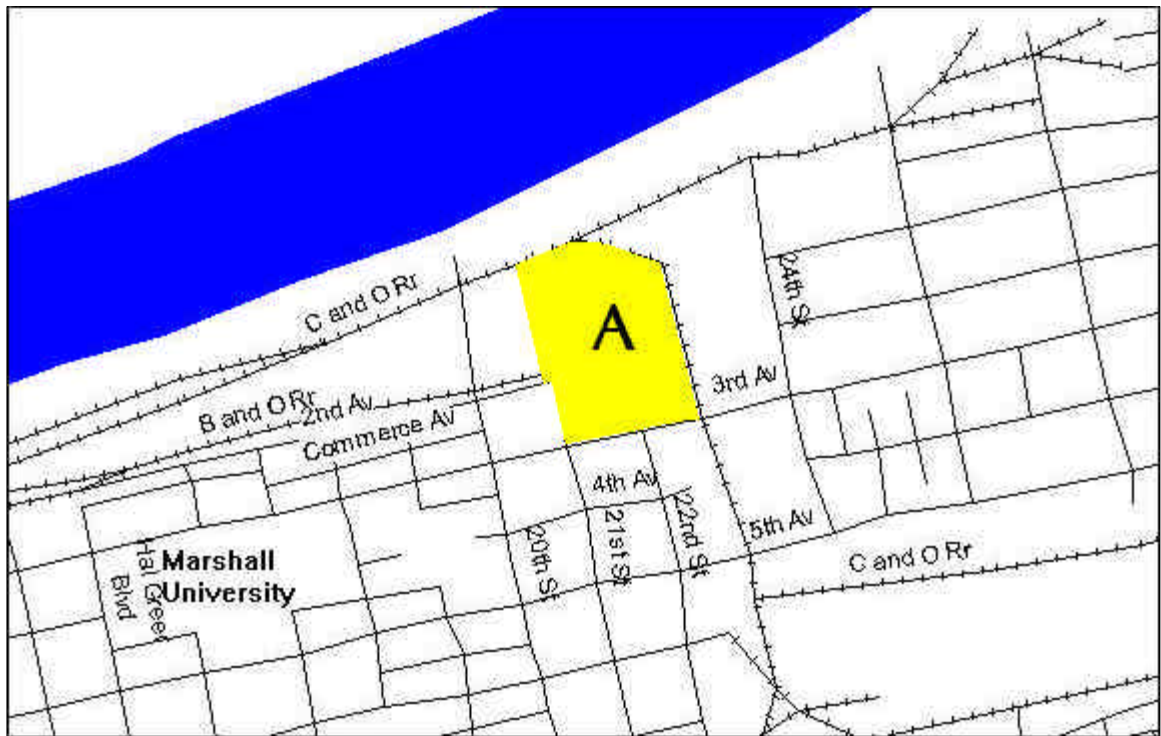 C and O Rr
A
24th St
3rd Av
B and O Rr
2nd Av
Commerce Av
4th Av
22nd St
21st St
20th St
5th Av
C and O Rr
Marshall
University
Hal Greer
Blvd